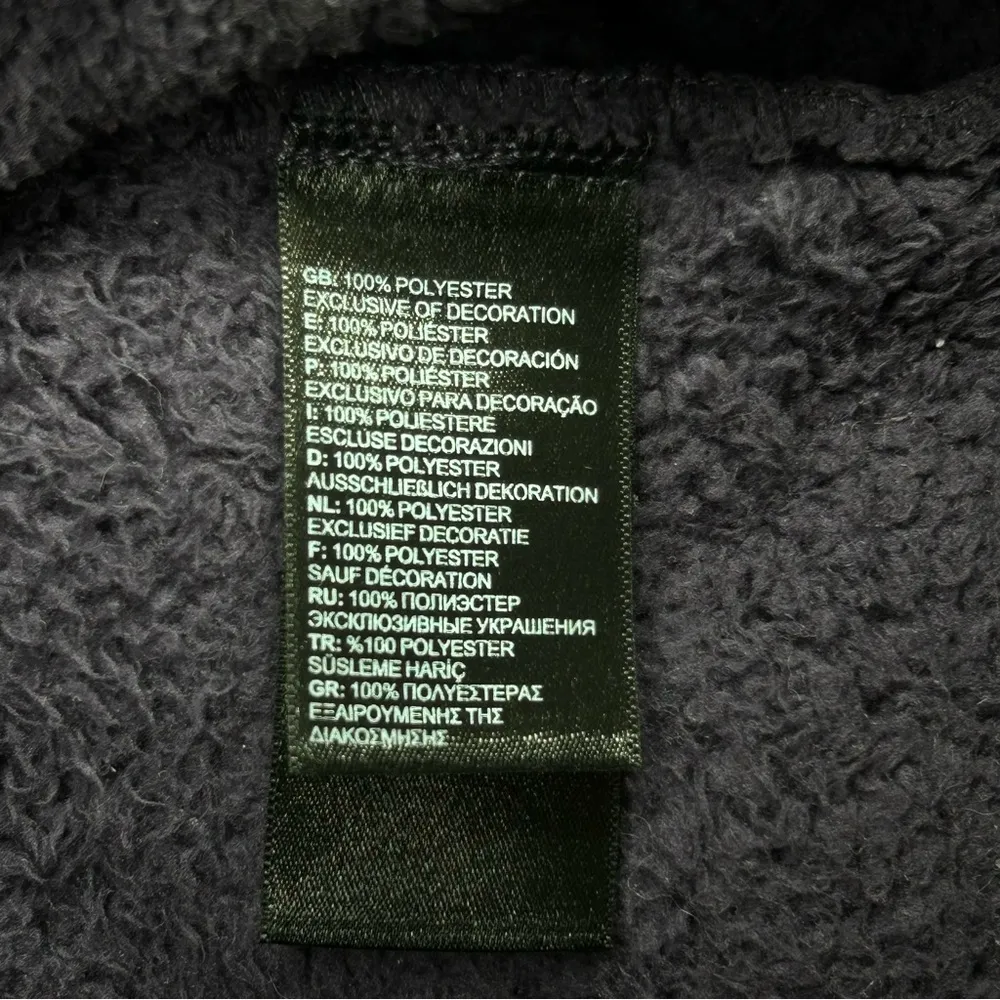 GB: 100% POLYESTER
EXCLUSIVE OF DECORATION
E: 100% POLIÉSTER
EXCLUSIVO DE DECORACIÓN
P: 100% POLIÉSTER
EXCLUSIVO PARA DECORAÇÃO
I: 100% POLIESTERE
ESCLUSE DECORAZIONI
D: 100% POLYESTER
AUSSCHLIEßLICH DEKORATION
NL: 100% POLYESTER
EXCLUSIEF DECORATIE
F: 100% POLYESTER
SAUF DÉCORATION
RU: 100% ПОЛИЭСТЕР
ЭКСКЛЮЗИВНЫЕ УКРАШЕНИЯ
TR: %100 POLYESTER
SÜSLEME HARİÇ
GR: 100% ΠΟΛΥΕΣΤΕΡΑΣ
ΕΞΑΙΡΟΥΜΕΝΗΣ ΤΗΣ
ΔΙΑΚΟΣΜΗΣΗΣ